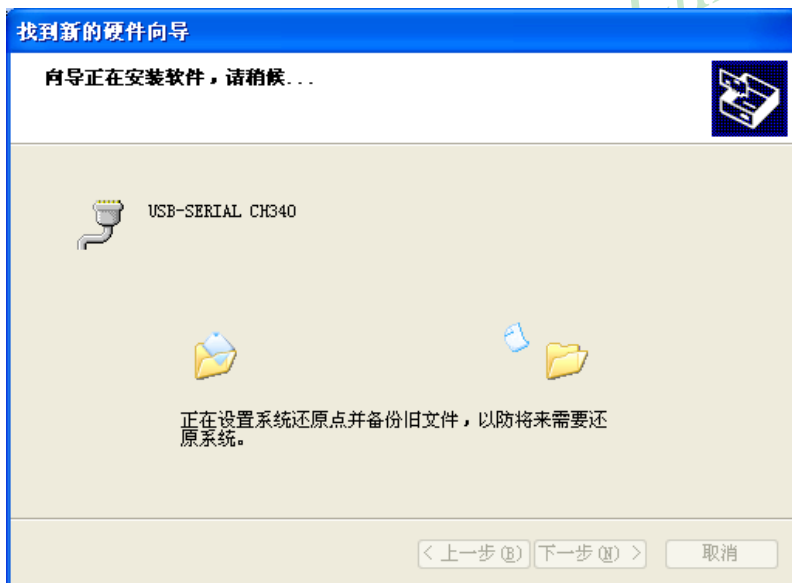 找到新的硬件向导
向导正在安装软件，请稍候...
USB-SERIAL CH340
正在设置系统还原点并备份旧文件，以防将来需要还
原系统。
< 上一步(B) 下一步(N) > 取消